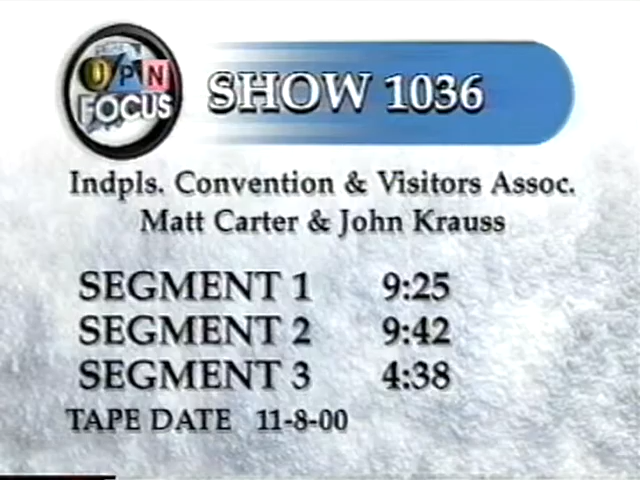 UPN
FOCUS
SHOW 1036
Indpls. Convention & Visitors Assoc.
Matt Carter & John Krauss
SEGMENT 1 9:25
SEGMENT 2 9:42
SEGMENT 3 4:38
TAPE DATE 11-8-00